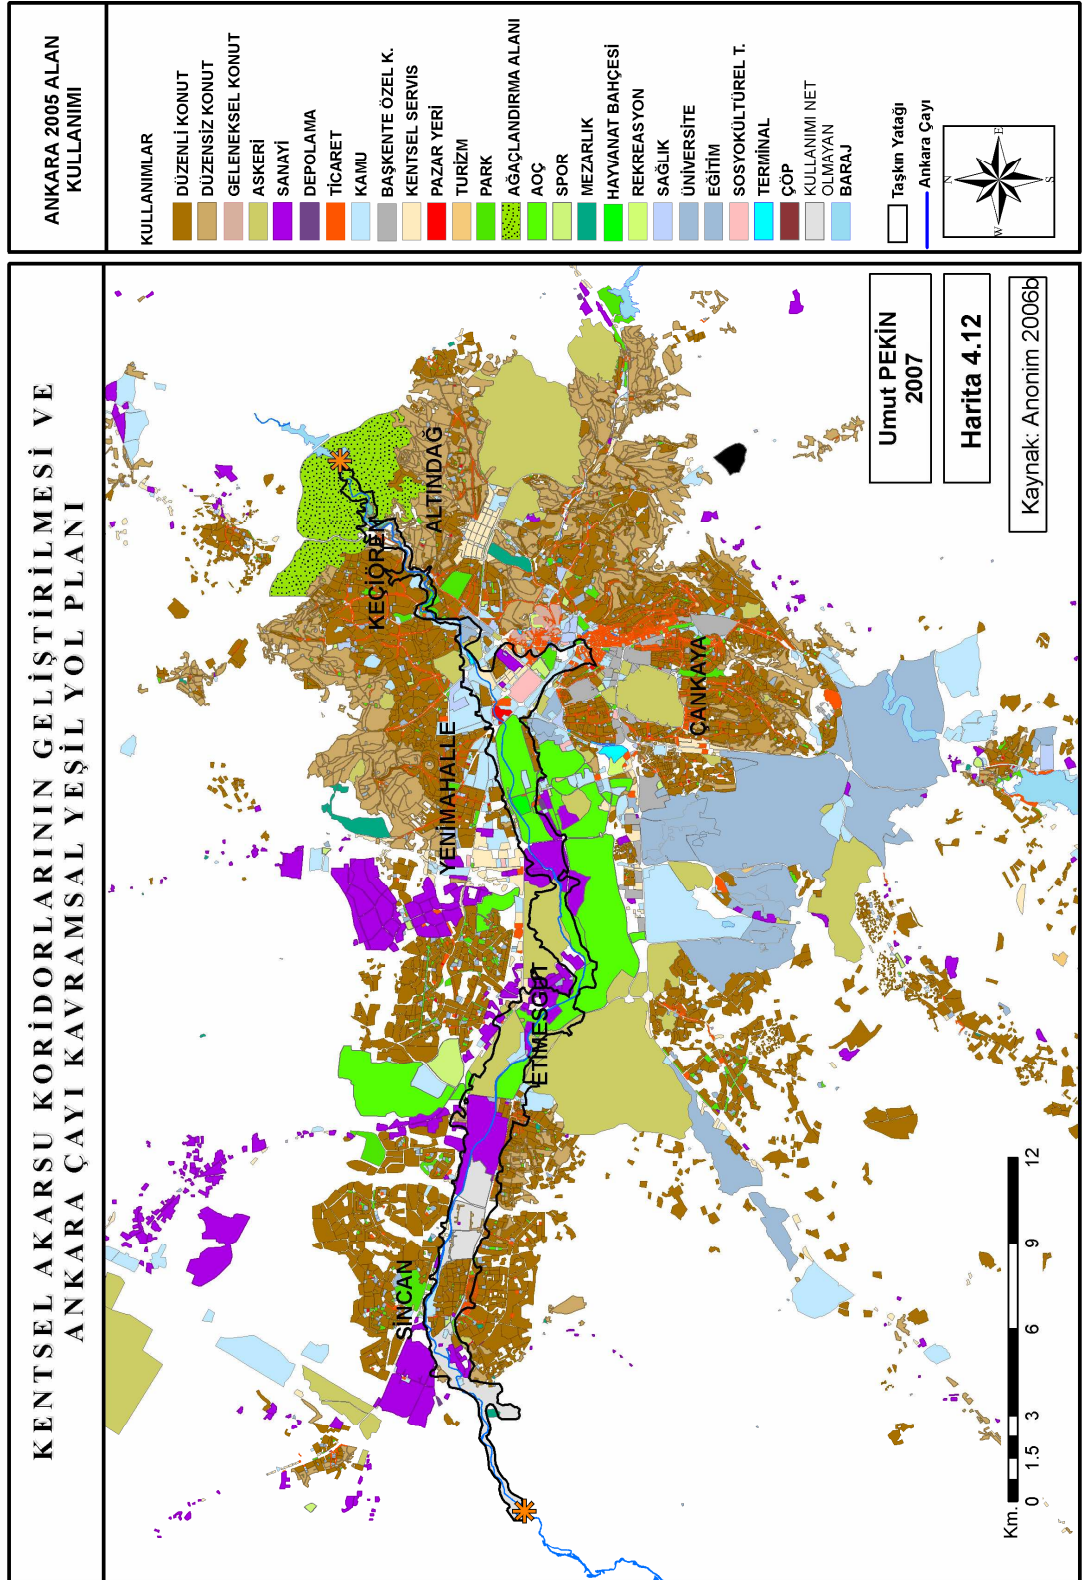 KENTSEL AKARSU KORİDORLARININ GELİŞTİRİLMESİ VE
ANKARA ÇAYI KAVRAMSAL YEŞİL YOL PLANI
ANKARA 2005 ALAN
KULLANIMI
KULLANIMLAR
DÜZENLİ KONUT
DÜZENSİZ KONUT
GELENEKSEL KONUT
ASKERİ
SANAYİ
DEPOLAMA
TİCARET
KAMU
BAŞKENTE ÖZEL K.
KENTSEL SERVIS
PAZAR YERİ
TURİZM
PARK
AĞAÇLANDIRMA ALANI
AOÇ
SPOR
MEZARLIK
HAYVANAT BAHÇESİ
REKREASYON
SAĞLIK
ÜNİVERSİTE
EĞİTİM
SOSYOKÜLTÜREL T.
TERMİNAL
ÇÖP
KULLANIMI NET
OLMAYAN
BARAJ
Taşkın Yatağı
Ankara Çayı
N
E
S
W
SİNCAN
ETİMESGUT
YENİMAHALLE
KEÇİÖREN
ALTINDAĞ
ÇANKAYA
Umut PEKİN
2007
Harita 4.12
Kaynak: Anonim 2006b
Km.
0 1.5 3 6 9 12